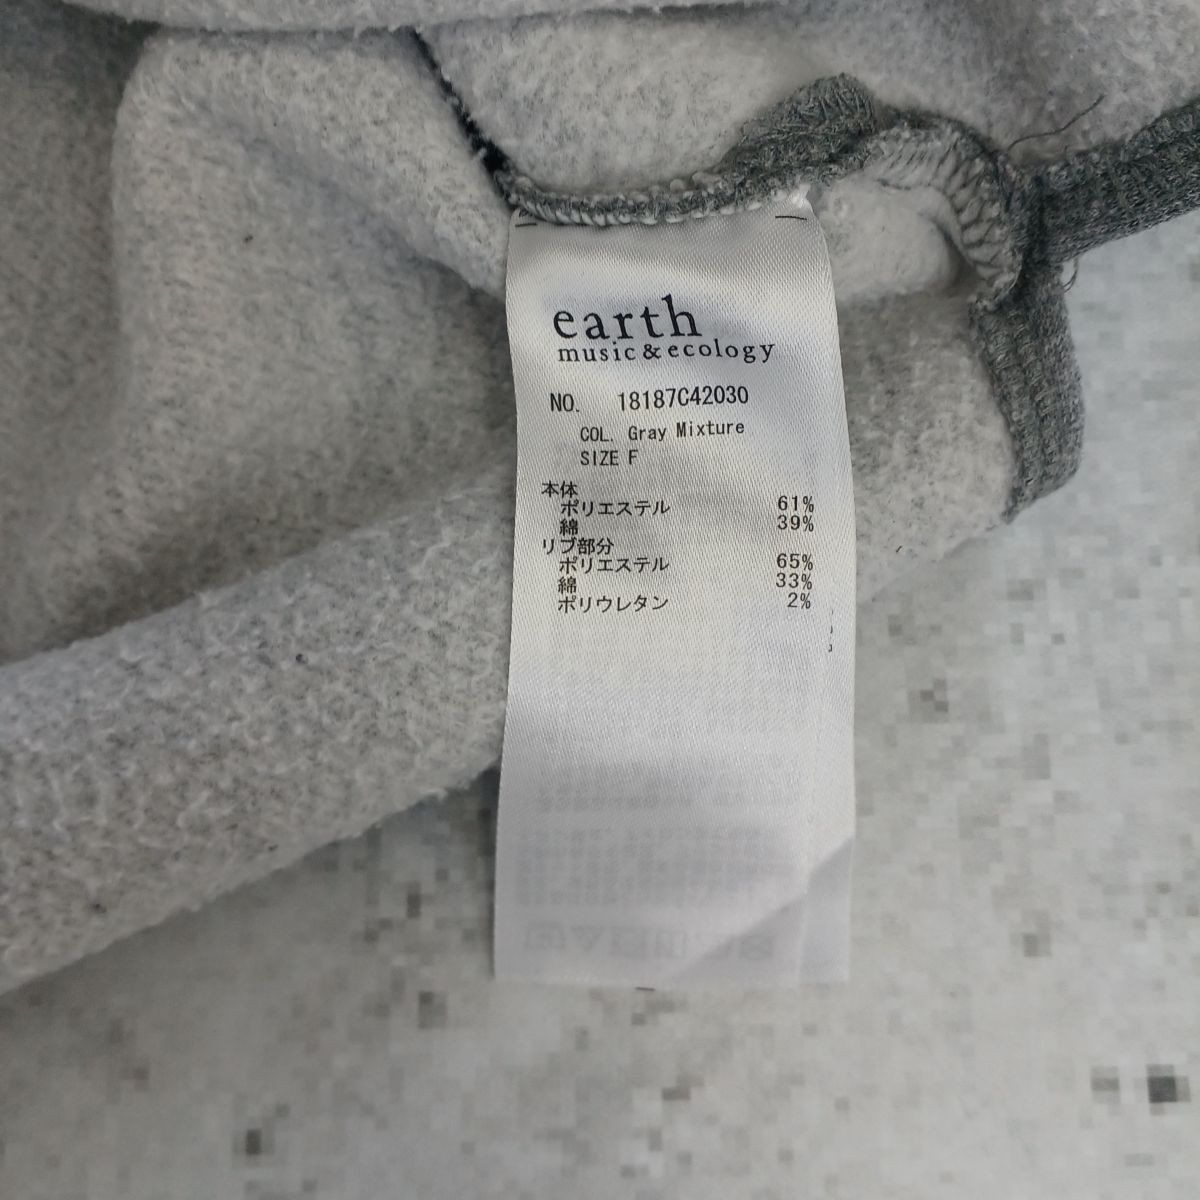 earth
music & ecology
NO. 18187C42030
COL. Gray Mixture
SIZE F
本体
ポリエステル 61%
綿 39%
リブ部分
ポリエステル 65%
綿 33%
ポリウレタン 2%